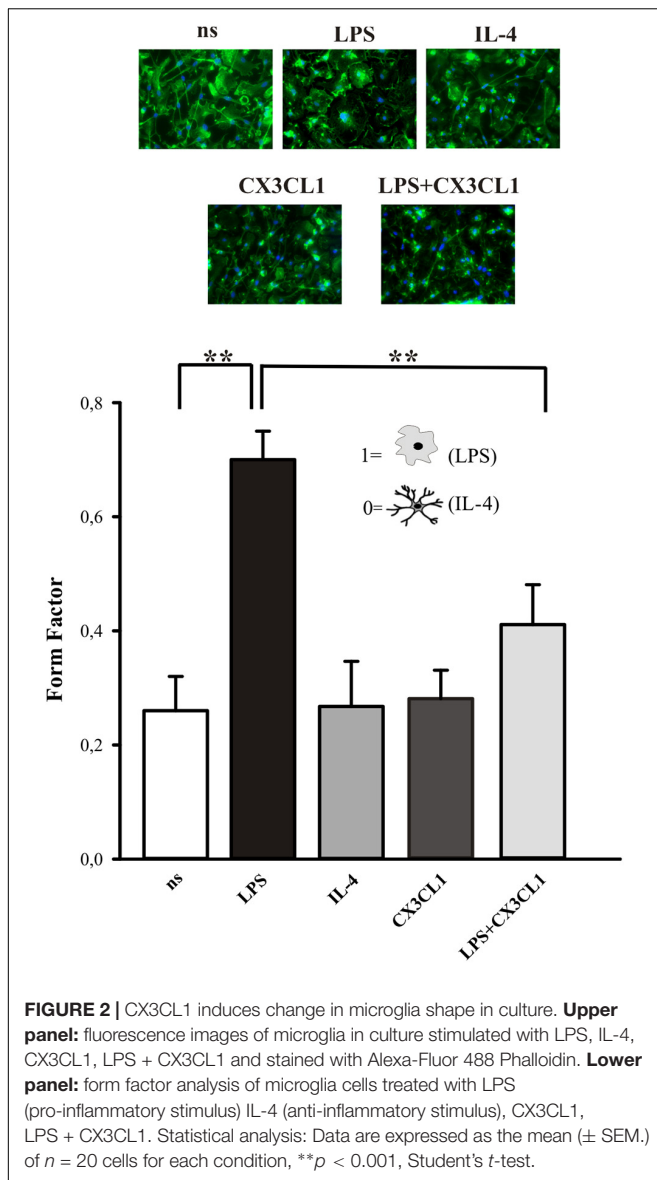 ns LPS IL-4
CX3CL1 LPS+CX3CL1
** **
0,8
0,6
0,4
0,2
0,0
Form Factor
1= (LPS)
0= (IL-4)
ns LPS IL-4 CX3CL1 LPS+CX3CL1
FIGURE 2 | CX3CL1 induces change in microglia shape in culture. Upper
panel: fluorescence images of microglia in culture stimulated with LPS, IL-4,
CX3CL1, LPS + CX3CL1 and stained with Alexa-Fluor 488 Phalloidin. Lower
panel: form factor analysis of microglia cells treated with LPS
(pro-inflammatory stimulus) IL-4 (anti-inflammatory stimulus), CX3CL1,
LPS + CX3CL1. Statistical analysis: Data are expressed as the mean (± SEM.)
of n = 20 cells for each condition, **p < 0.001, Student’s t-test.